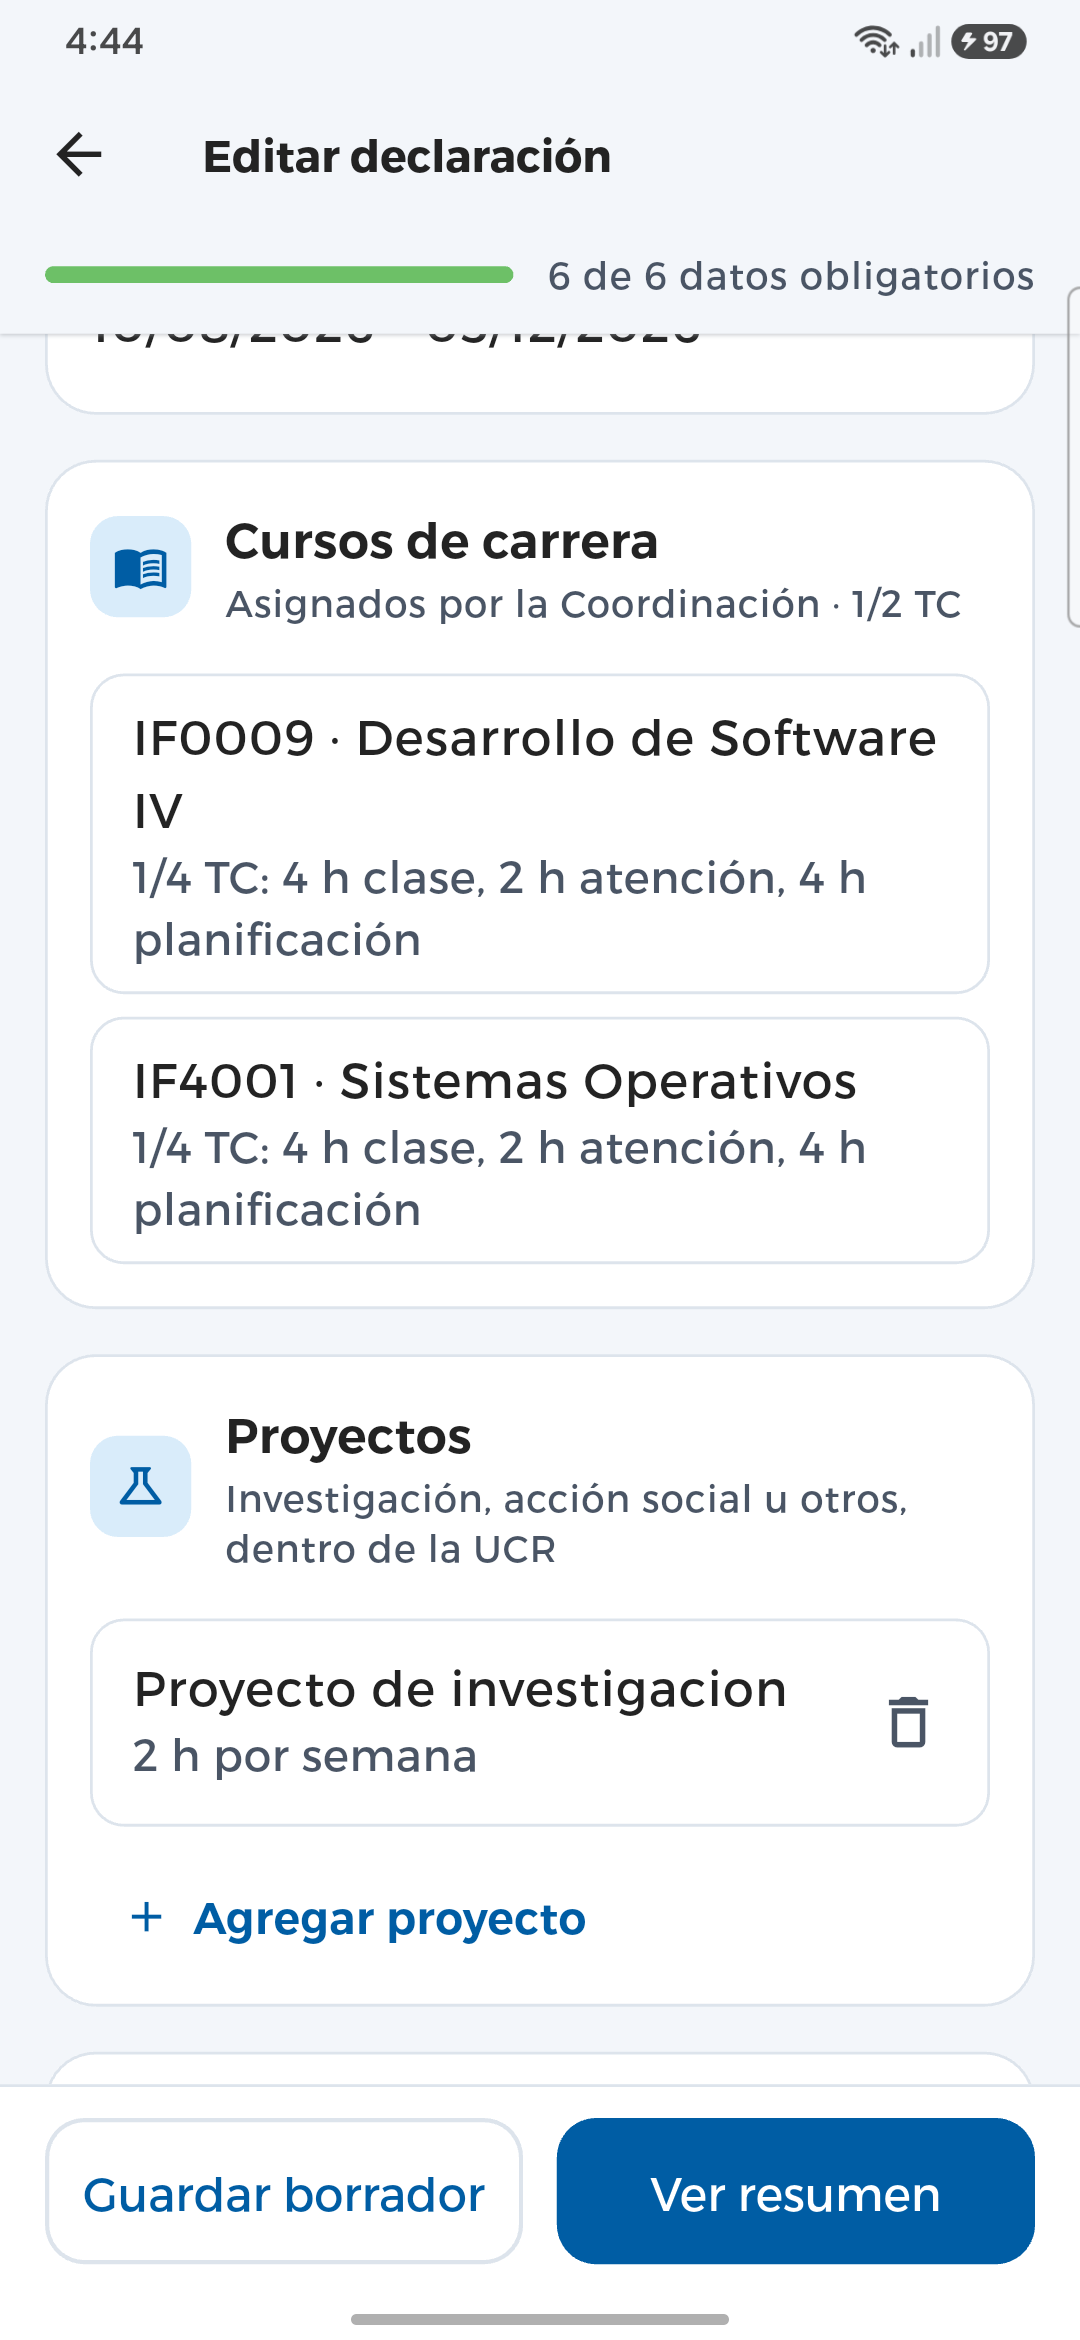 4:44
97
Editar declaración
6 de 6 datos obligatorios
Cursos de carrera
Asignados por la Coordinación · 1/2 TC
IF0009 · Desarrollo de Software
IV
1/4 TC: 4 h clase, 2 h atención, 4 h
planificación
IF4001 · Sistemas Operativos
1/4 TC: 4 h clase, 2 h atención, 4 h
planificación
Proyectos
Investigación, acción social u otros,
dentro de la UCR
Proyecto de investigacion
2 h por semana
+ Agregar proyecto
Guardar borrador
Ver resumen